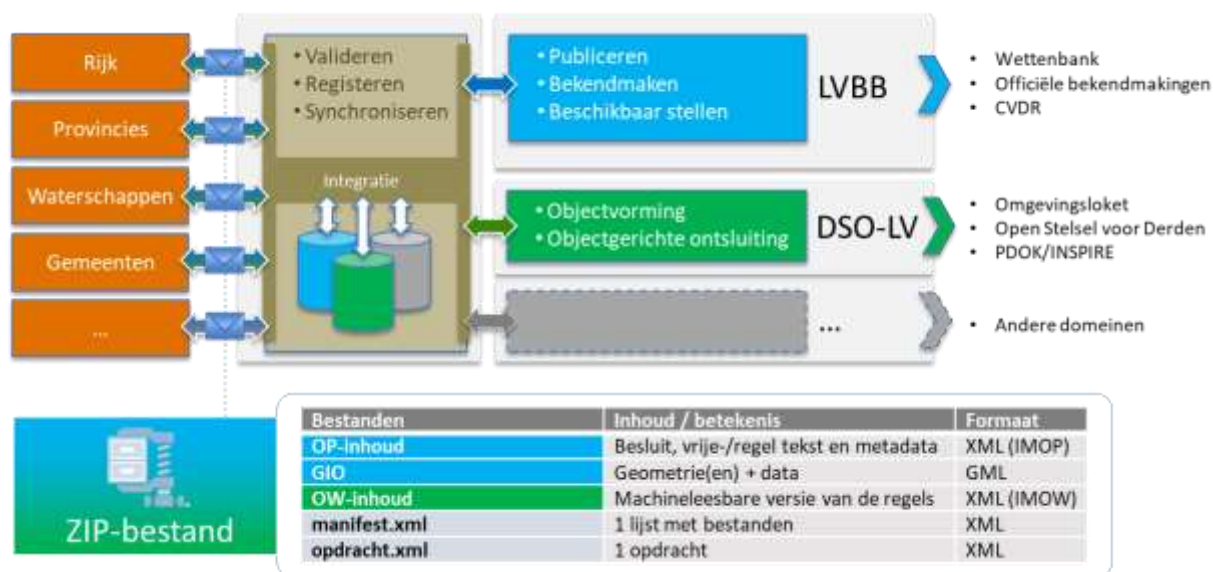 Rijk
Provincies
Waterschappen
Gemeenten
...
• Valideren
• Registeren
• Synchroniseren
Integratie
• Publiceren
• Bekendmaken
• Beschikbaar stellen
LVBB
• Wettenbank
• Officiële bekendmakingen
• CVDR
• Objectvorming
• Objectgerichte ontsluiting
DSO-LV
• Omgevingsloket
• Open Stelsel voor Derden
• PDOK/INSPIRE
...
• Andere domeinen
ZIP-bestand
Bestanden Inhoud / betekenis Formaat
OP-inhoud Besluit, vrije-/regel tekst en metadata XML (IMOP)
GIO Geometrie(en) + data GML
OW-inhoud Machineleesbare versie van de regels XML (IMOW)
manifest.xml 1 lijst met bestanden XML
opdracht.xml 1 opdracht XML